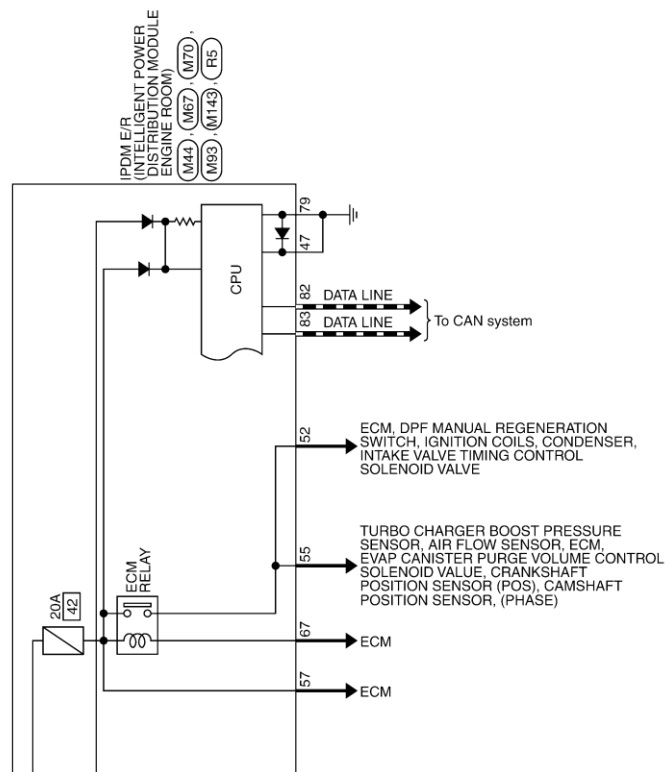 IPDM E/R
(INTELLIGENT POWER
DISTRIBUTION MODULE
ENGINE ROOM)
M44 , M67 , M70 ,
M93 , M143 , R5
CPU
79
47
82
DATA LINE
83
DATA LINE
To CAN system
52
ECM, DPF MANUAL REGENERATION
SWITCH, IGNITION COILS, CONDENSER,
INTAKE VALVE TIMING CONTROL
SOLENOID VALVE
55
TURBO CHARGER BOOST PRESSURE
SENSOR, AIR FLOW SENSOR, ECM,
EVAP CANISTER PURGE VOLUME CONTROL
SOLENOID VALUE, CRANKSHAFT
POSITION SENSOR (POS), CAMSHAFT
POSITION SENSOR, (PHASE)
ECM
RELAY
20A
42
67
ECM
57
ECM